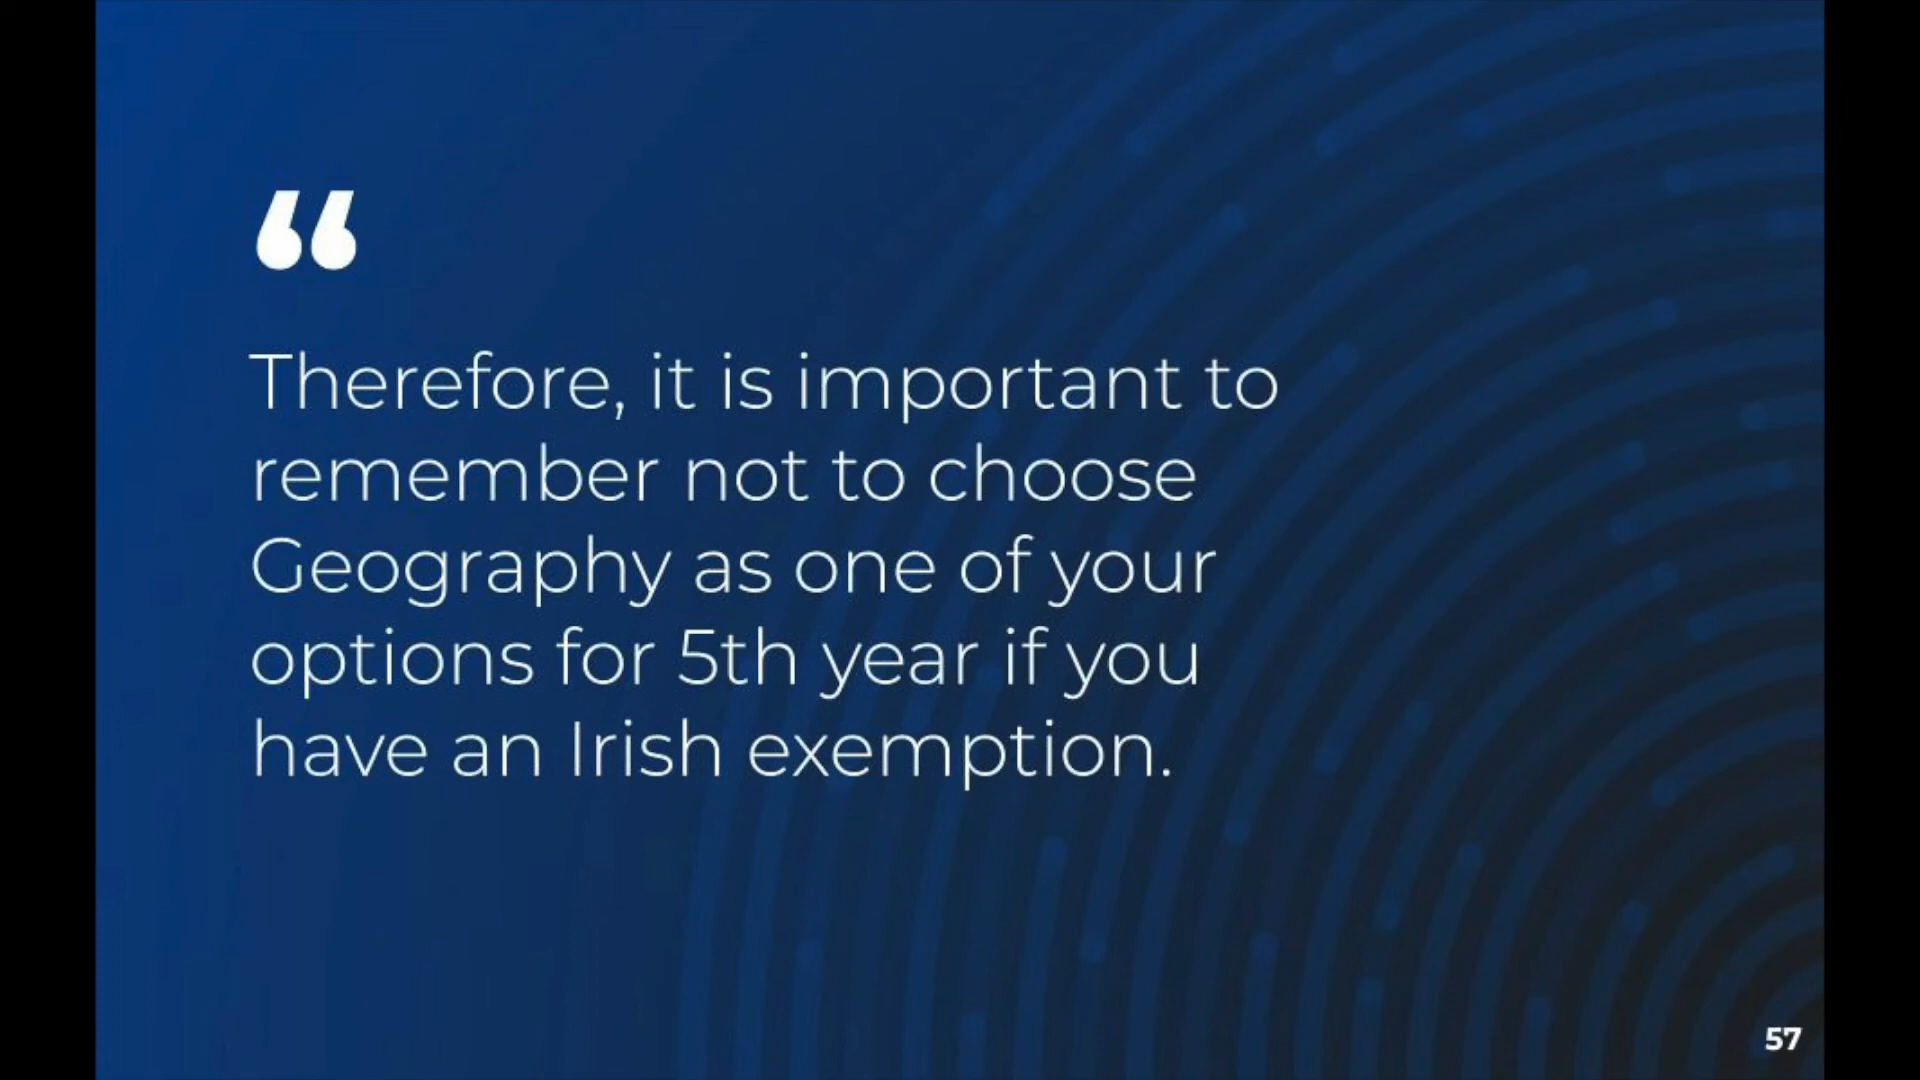 “
Therefore, it is important to
remember not to choose
Geography as one of your
options for 5th year if you
have an Irish exemption.
57